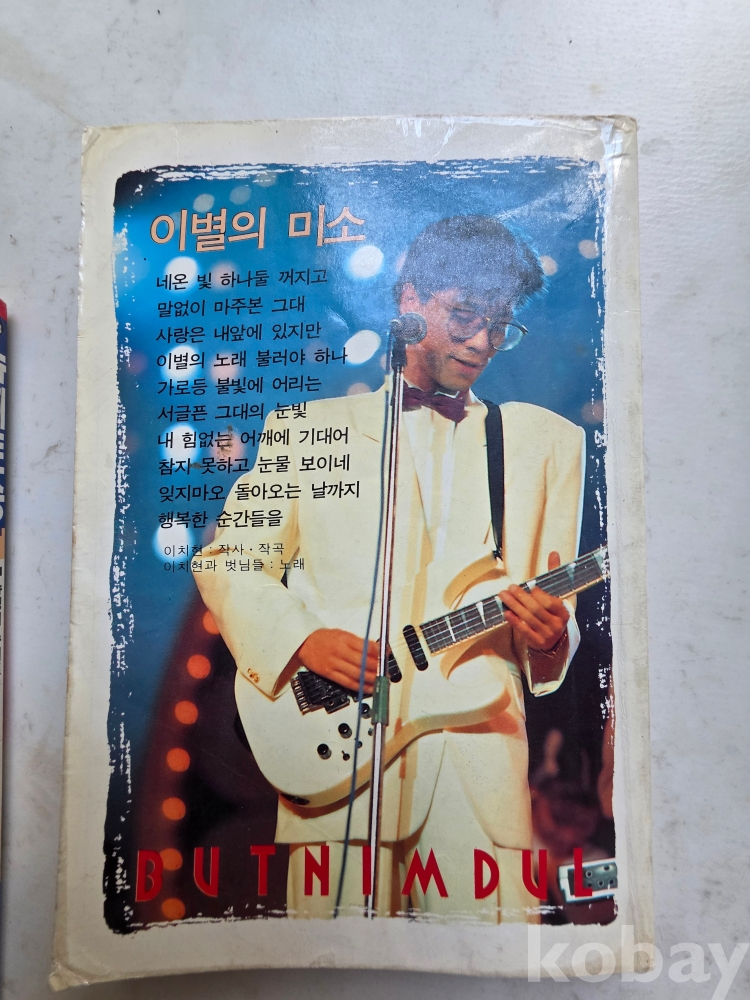 이별의 미소
네온 빛 하나둘 꺼지고
말없이 마주본 그대
사랑은 내앞에 있지만
이별의 노래 불러야 하나
가로등 불빛에 어리는
서글픈 그대의 눈빛
내 힘없는 어깨에 기대어
참지 못하고 눈물 보이네
잊지마오 돌아오는 날까지
행복한 순간들을
이치현 : 작사 · 작곡
이치현과 벗님들 : 노래
BUTNIMDUL
kobay